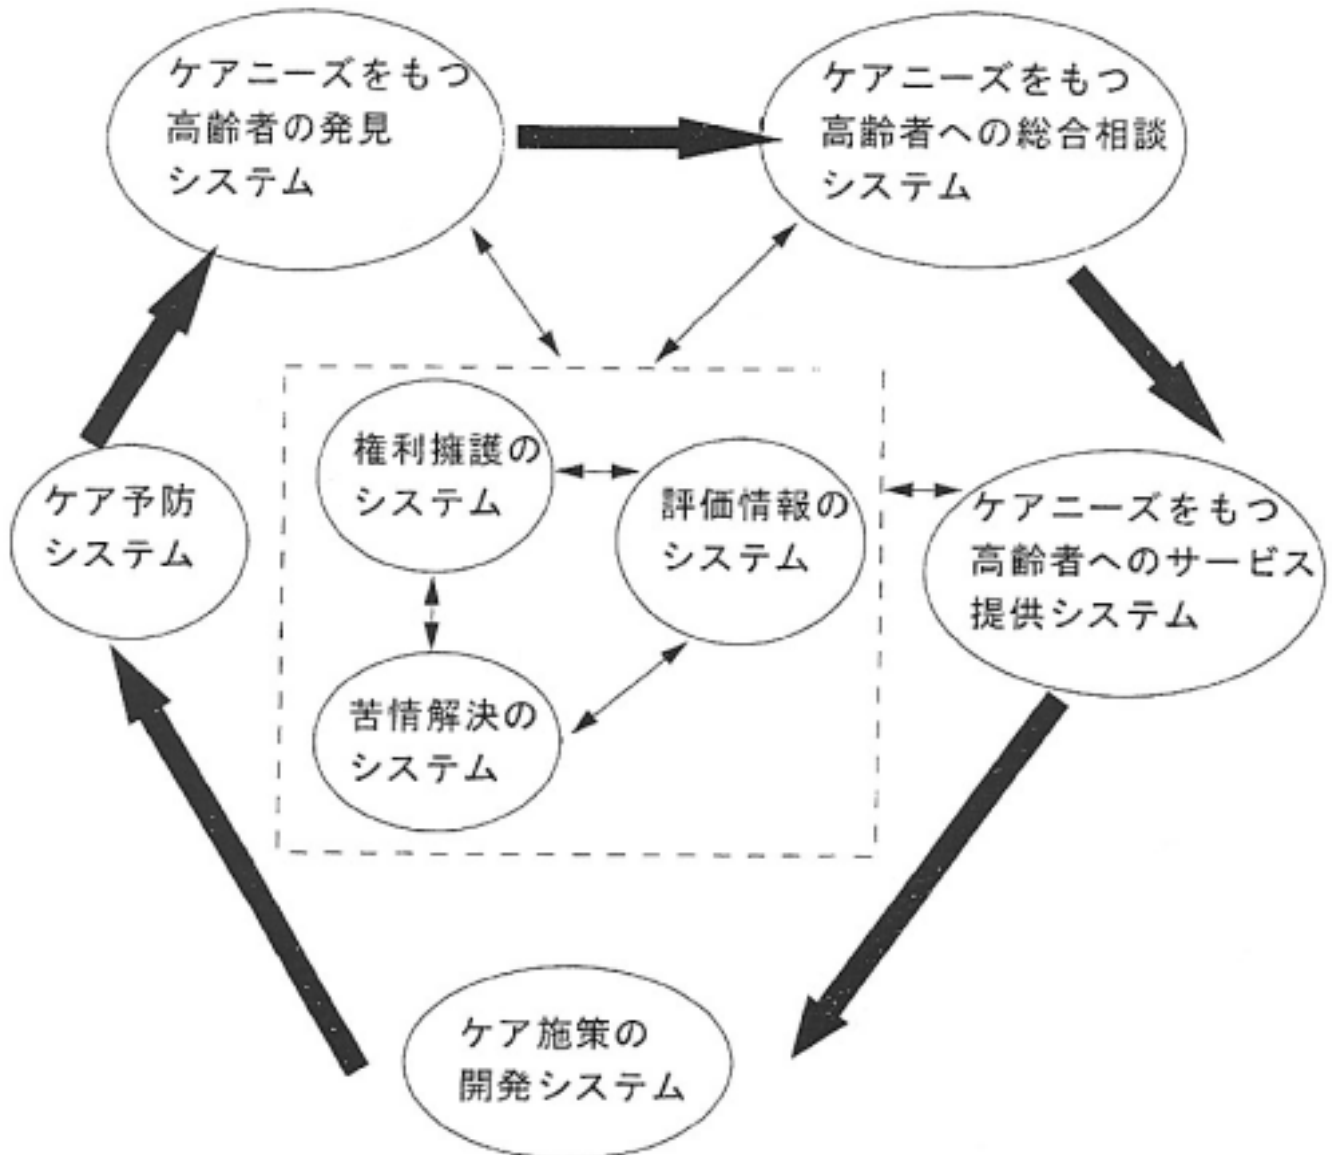 ケアニーズをもつ
高齢者の発見
システム
ケアニーズをもつ
高齢者への総合相談
システム
権利擁護の
システム
評価情報の
システム
ケア予防
システム
ケアニーズをもつ
高齢者へのサービス
提供システム
苦情解決の
システム
ケア施策の
開発システム